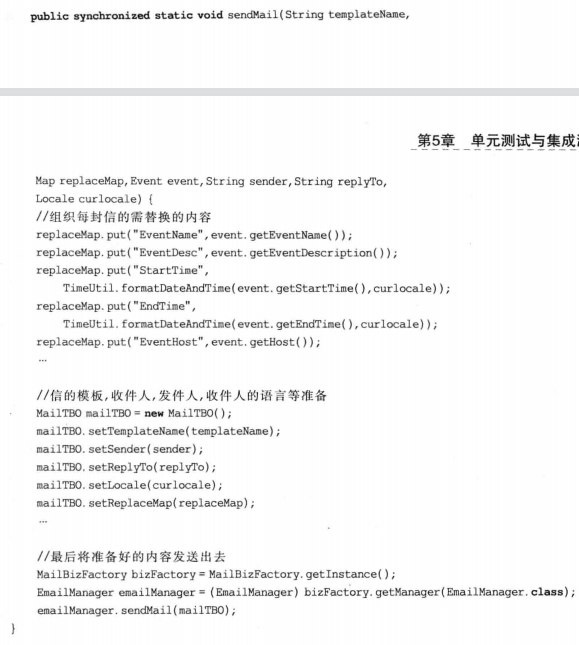 public synchronized static void sendMail(String templateName,
第5章 单元测试与集成
Map replaceMap,Event event,String sender,String replyTo,
Locale curlocale) {
//组织每封信的需替换的内容
replaceMap.put("EventName",event.getEventName());
replaceMap.put("EventDesc",event.getEventDescription());
replaceMap.put("StartTime",
TimeUtil.formatDateAndTime(event.getStartTime(),curlocale));
replaceMap.put("EndTime",
TimeUtil.formatDateAndTime(event.getEndTime(),curlocale));
replaceMap.put("EventHost",event.getHost());
…
//信的模板,收件人,发件人,收件人的语言等准备
MailTBO mailTBO = new MailTBO();
mailTBO.setTemplateName(templateName);
mailTBO.setSender(sender);
mailTBO.setReplyTo(replyTo);
mailTBO.setLocale(curlocale);
mailTBO.setReplaceMap(replaceMap);
…
//最后将准备好的内容发送出去
MailBizFactory bizFactory = MailBizFactory.getInstance();
EmailManager emailManager = (EmailManager) bizFactory.getManager(EmailManager.class);
emailManager.sendMail(mailTBO);
}